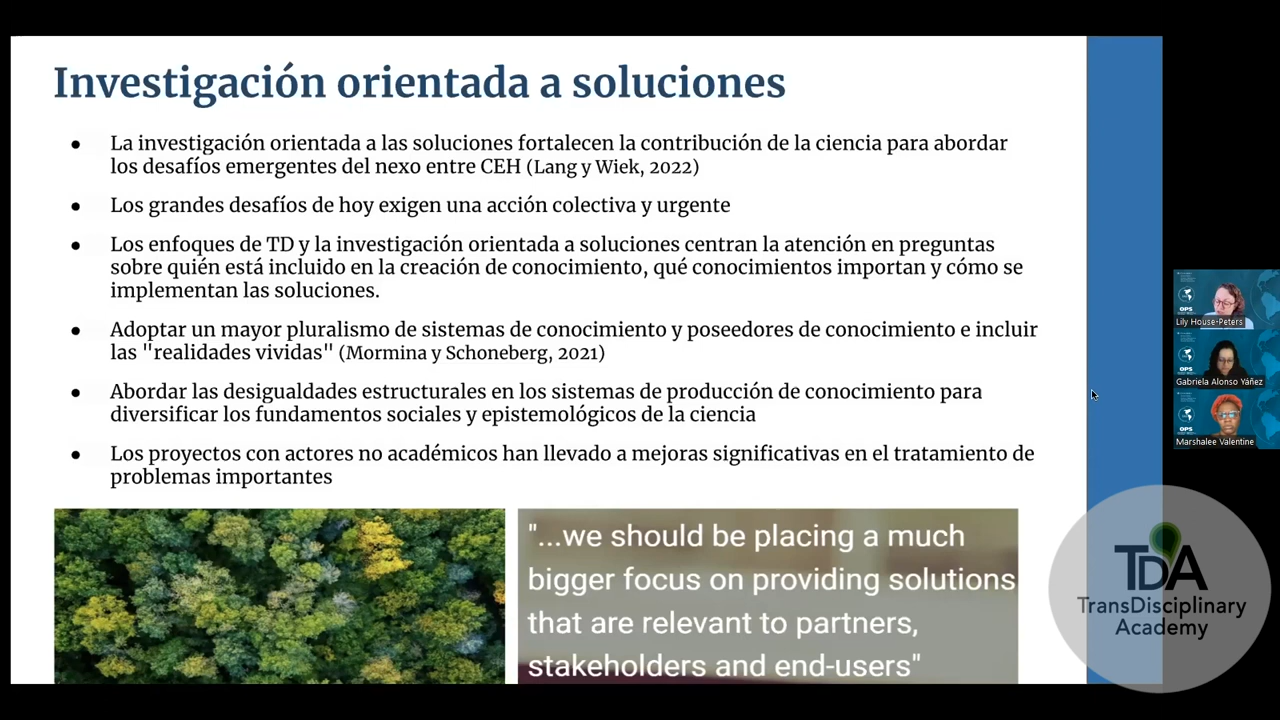 Investigación orientada a soluciones
● La investigación orientada a las soluciones fortalecen la contribución de la ciencia para abordar
los desafíos emergentes del nexo entre CEH (Lang y Wiek, 2022)
● Los grandes desafíos de hoy exigen una acción colectiva y urgente
● Los enfoques de TD y la investigación orientada a soluciones centran la atención en preguntas
sobre quién está incluido en la creación de conocimiento, qué conocimientos importan y cómo se
implementan las soluciones.
● Adoptar un mayor pluralismo de sistemas de conocimiento y poseedores de conocimiento e incluir
las "realidades vividas" (Mormina y Schoneberg, 2021)
● Abordar las desigualdades estructurales en los sistemas de producción de conocimiento para
diversificar los fundamentos sociales y epistemológicos de la ciencia
● Los proyectos con actores no académicos han llevado a mejoras significativas en el tratamiento de
problemas importantes
"...we should be placing a much
bigger focus on providing solutions
that are relevant to partners,
stakeholders and end-users"
OPS
Lily House-Peters
Gabriela Alonso Yáñez
OPS
Marshalee Valentine
TDA
TransDisciplinary
Academy